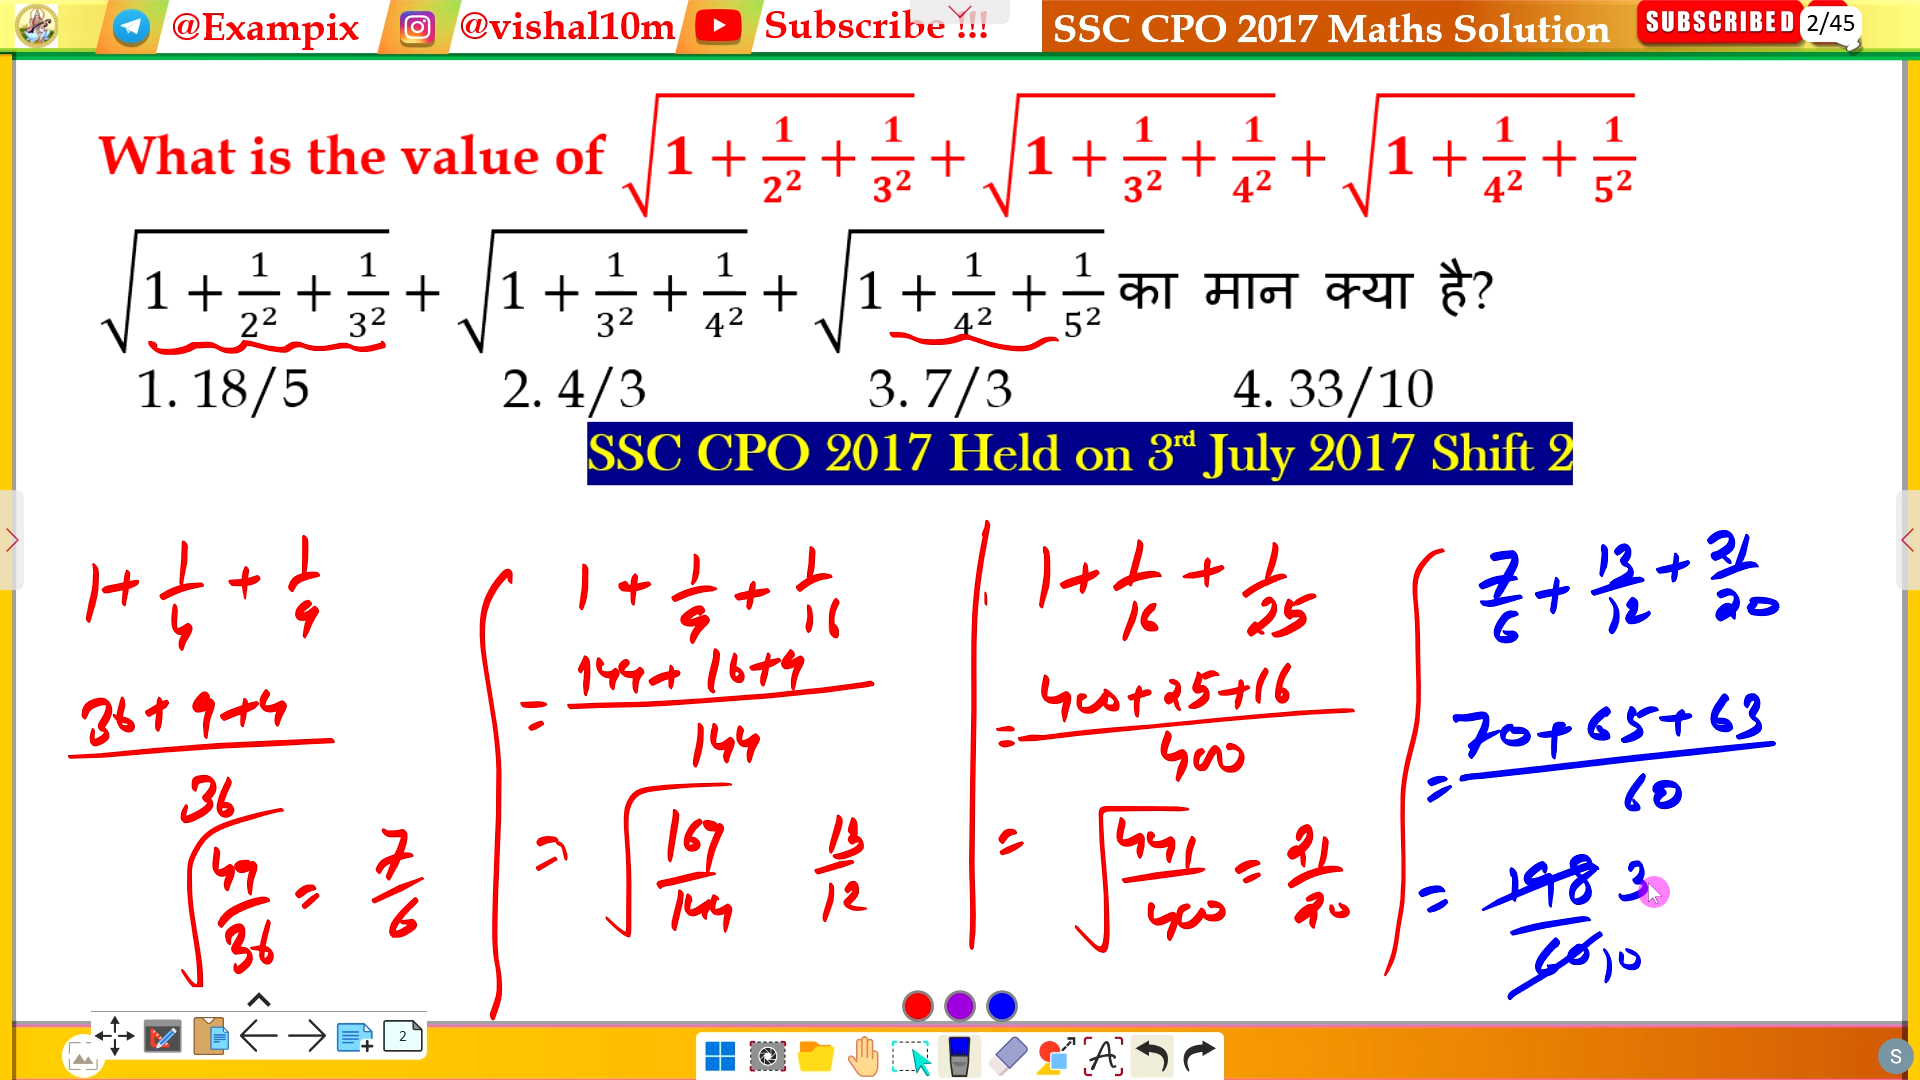 @Exampix @vishal10m Subscribe !!! SSC CPO 2017 Maths Solution SUBSCRIBED 2/45
What is the value of √(1 + 1/2² + 1/3²) + √(1 + 1/3² + 1/4²) + √(1 + 1/4² + 1/5²)
√(1 + 1/2² + 1/3²) + √(1 + 1/3² + 1/4²) + √(1 + 1/4² + 1/5²) का मान क्या है?
1. 18/5 2. 4/3 3. 7/3 4. 33/10
SSC CPO 2017 Held on 3rd July 2017 Shift 2
1 + 1/4 + 1/9
(36 + 9 + 4)/36
√(49/36) = 7/6
1 + 1/9 + 1/16
= (144 + 16 + 9)/144
= √(169/144) 13/12
1 + 1/16 + 1/25
= (400 + 25 + 16)/400
= √(441/400) = 21/20
7/6 + 13/12 + 21/20
= (70 + 65 + 63)/60
= 198/60 3
10
2
S